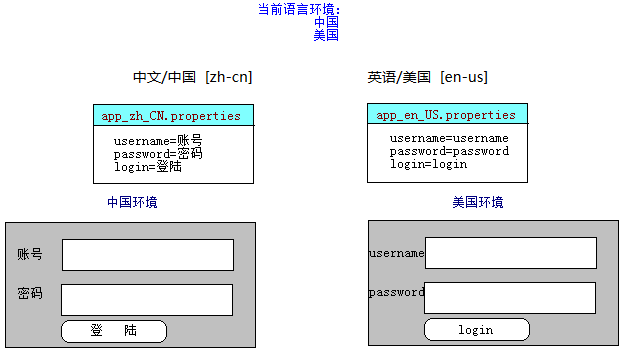 当前语言环境:
中国
美国
中文/中国 [zh-cn]
英语/美国 [en-us]
app_zh_CN.properties
username=账号
password=密码
login=登陆
app_en_US.properties
username=username
password=password
login=login
中国环境
美国环境
账号
密码
登 陆
username
password
login